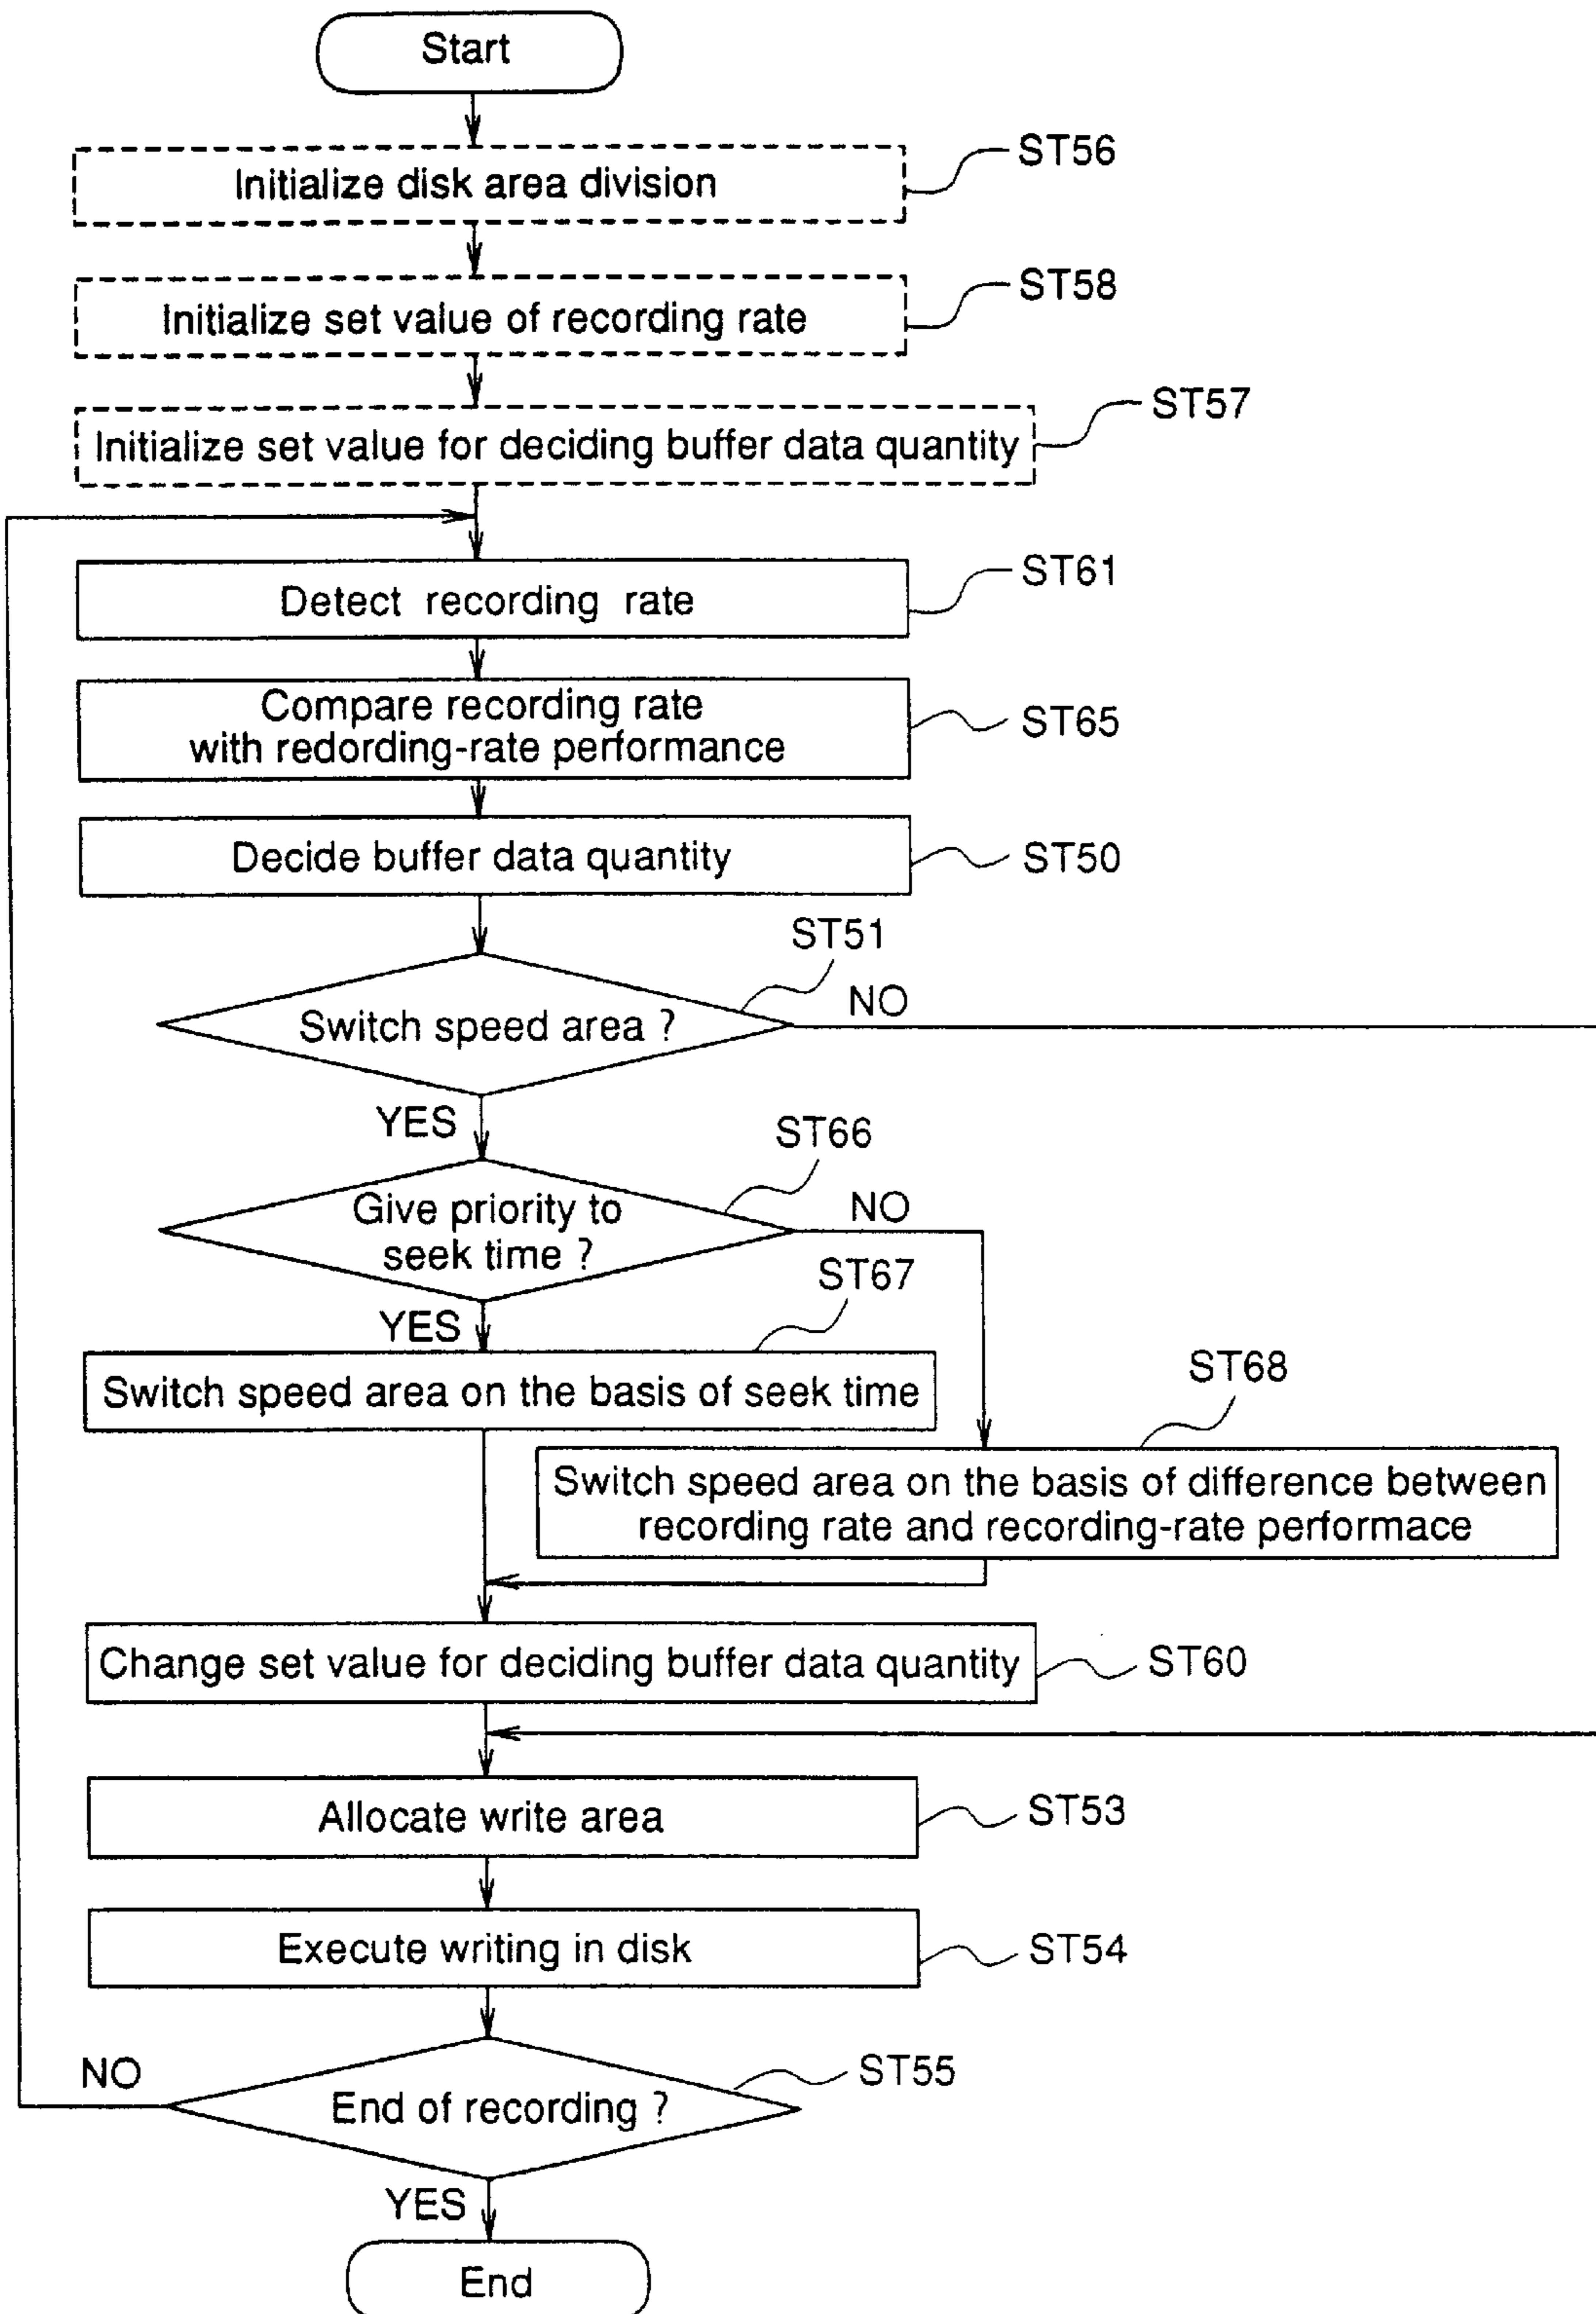 Start
Initialize disk area division
ST56
Initialize set value of recording rate
ST58
Initialize set value for deciding buffer data quantity
ST57
Detect recording rate
ST61
Compare recording rate
with redording-rate performance
ST65
Decide buffer data quantity
ST50
ST51
Switch speed area ?
NO
YES
ST66
Give priority to
seek time ?
NO
YES
ST67
Switch speed area on the basis of seek time
ST68
Switch speed area on the basis of difference between
recording rate and recording-rate performace
Change set value for deciding buffer data quantity
ST60
Allocate write area
ST53
Execute writing in disk
ST54
NO
End of recording ?
ST55
YES
End